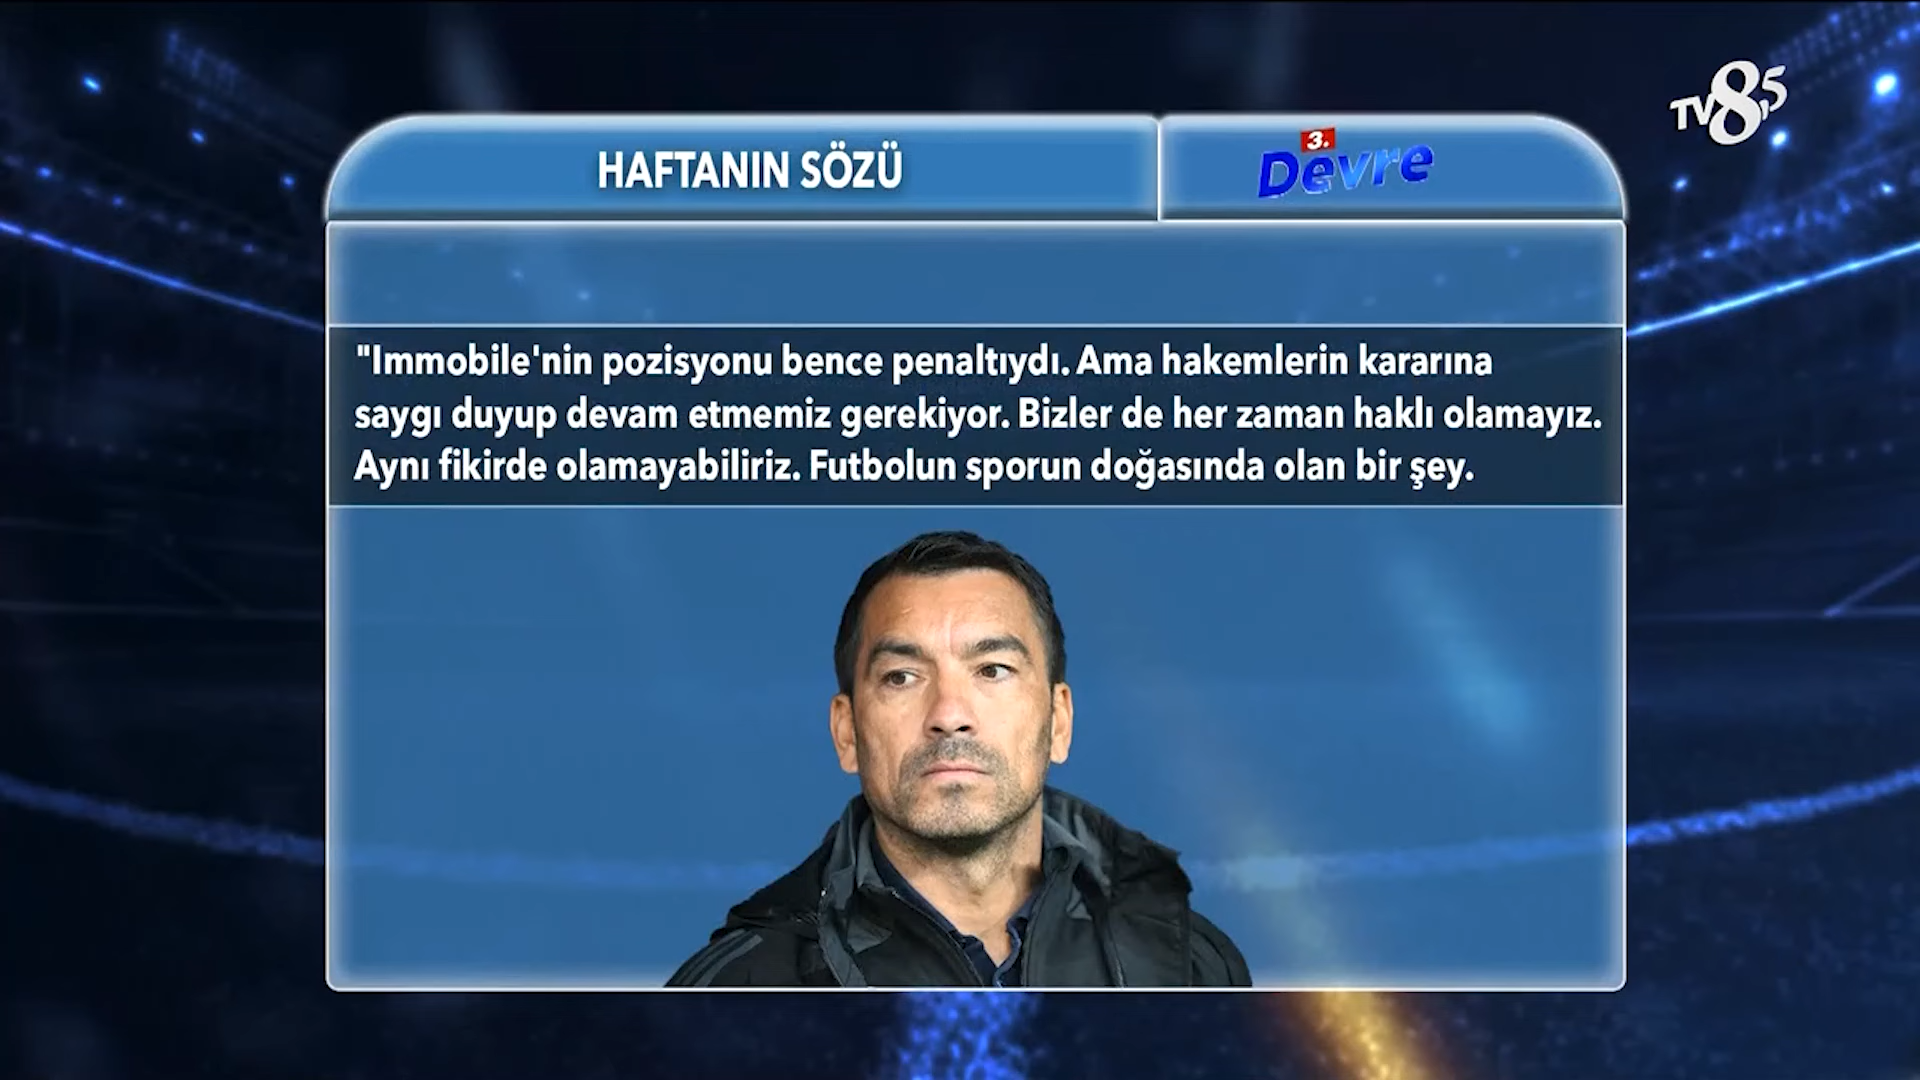 TV8,5
HAFTANIN SÖZÜ
3. Devre
"Immobile'nin pozisyonu bence penaltıydı. Ama hakemlerin kararına
saygı duyup devam etmemiz gerekiyor. Bizler de her zaman haklı olamayız.
Aynı fikirde olamayabiliriz. Futbolun sporun doğasında olan bir şey.